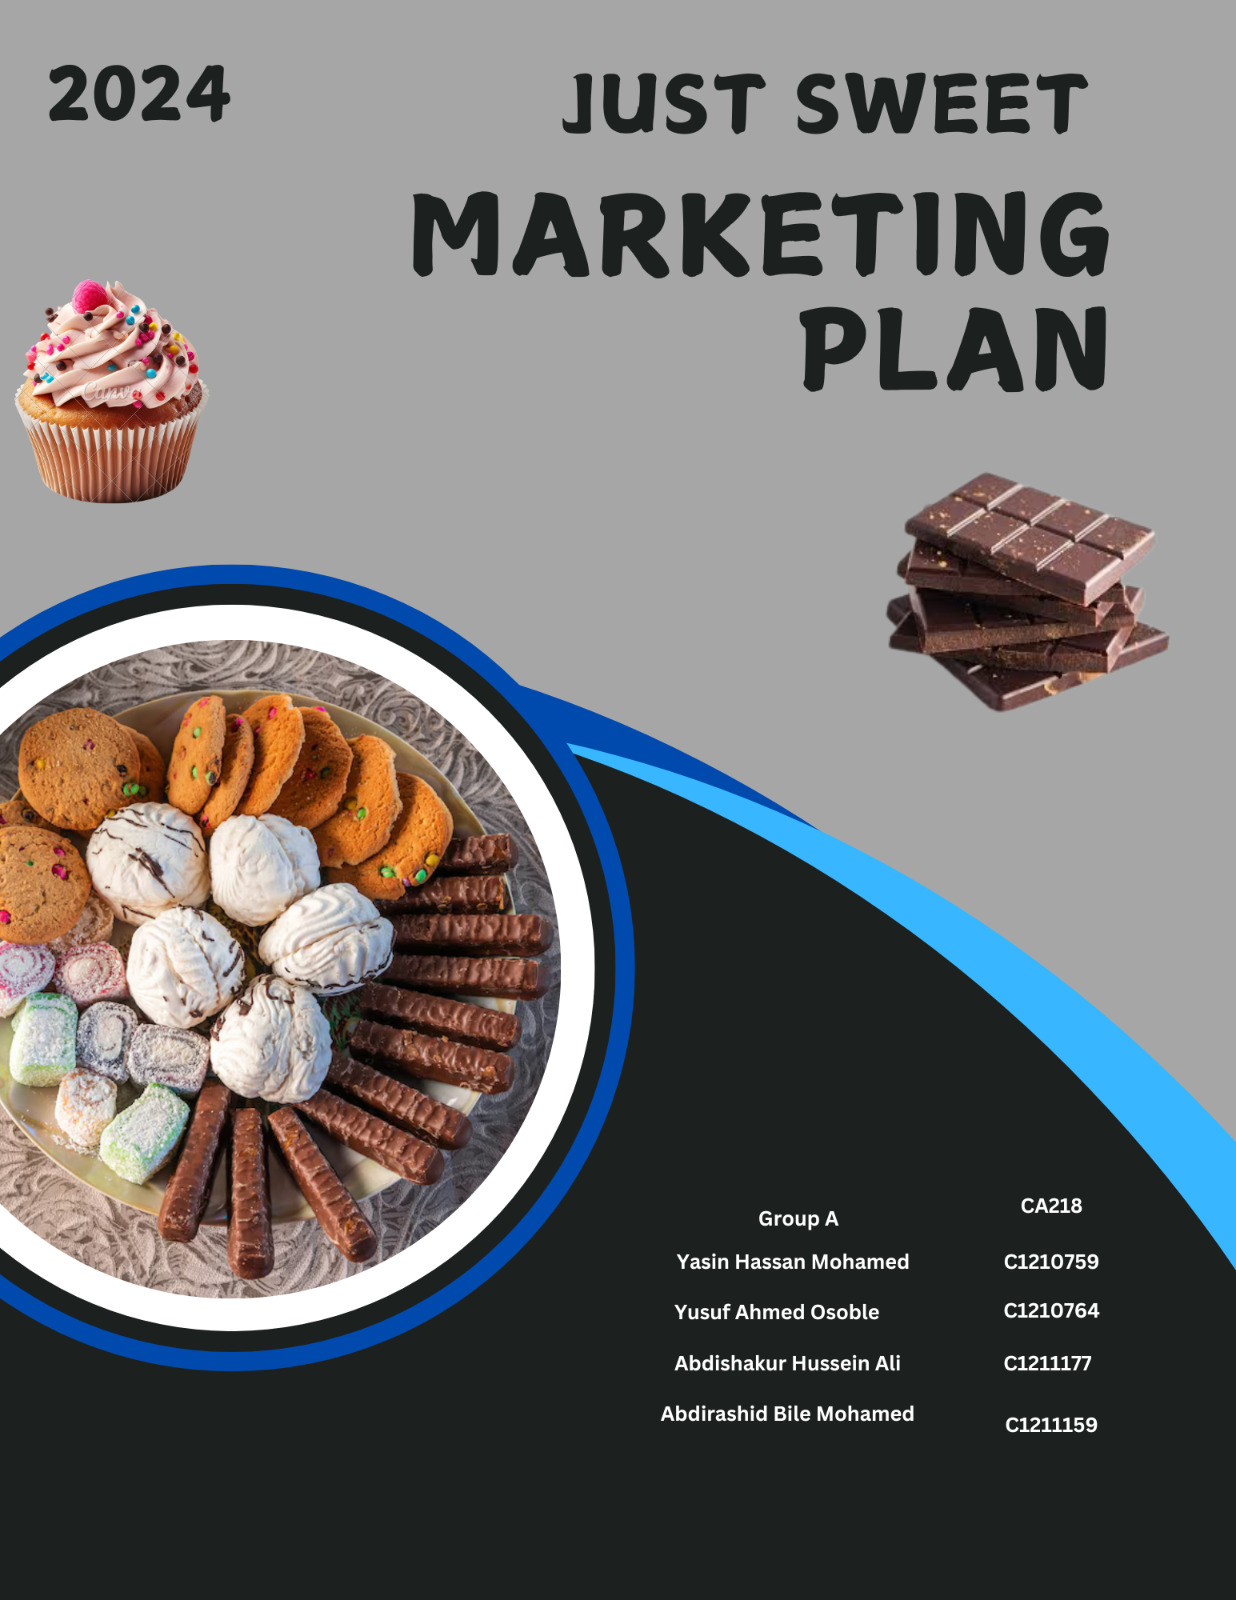 2024
JUST SWEET
MARKETING
PLAN
Canva
Group A CA218
Yasin Hassan Mohamed C1210759
Yusuf Ahmed Osoble C1210764
Abdishakur Hussein Ali C1211177
Abdirashid Bile Mohamed C1211159